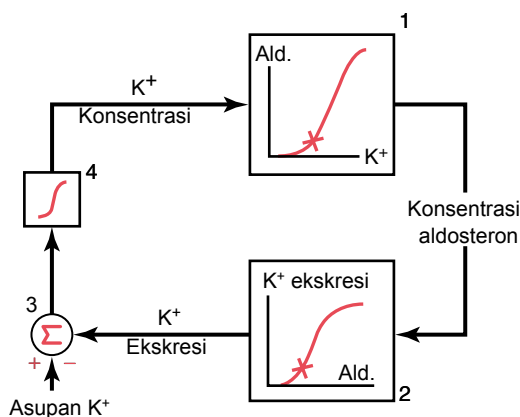 1
Ald.
K+
K+
Konsentrasi
4
Konsentrasi
aldosteron
K+ ekskresi
Ald.
2
3
Σ
+ −
K+
Ekskresi
Asupan K+